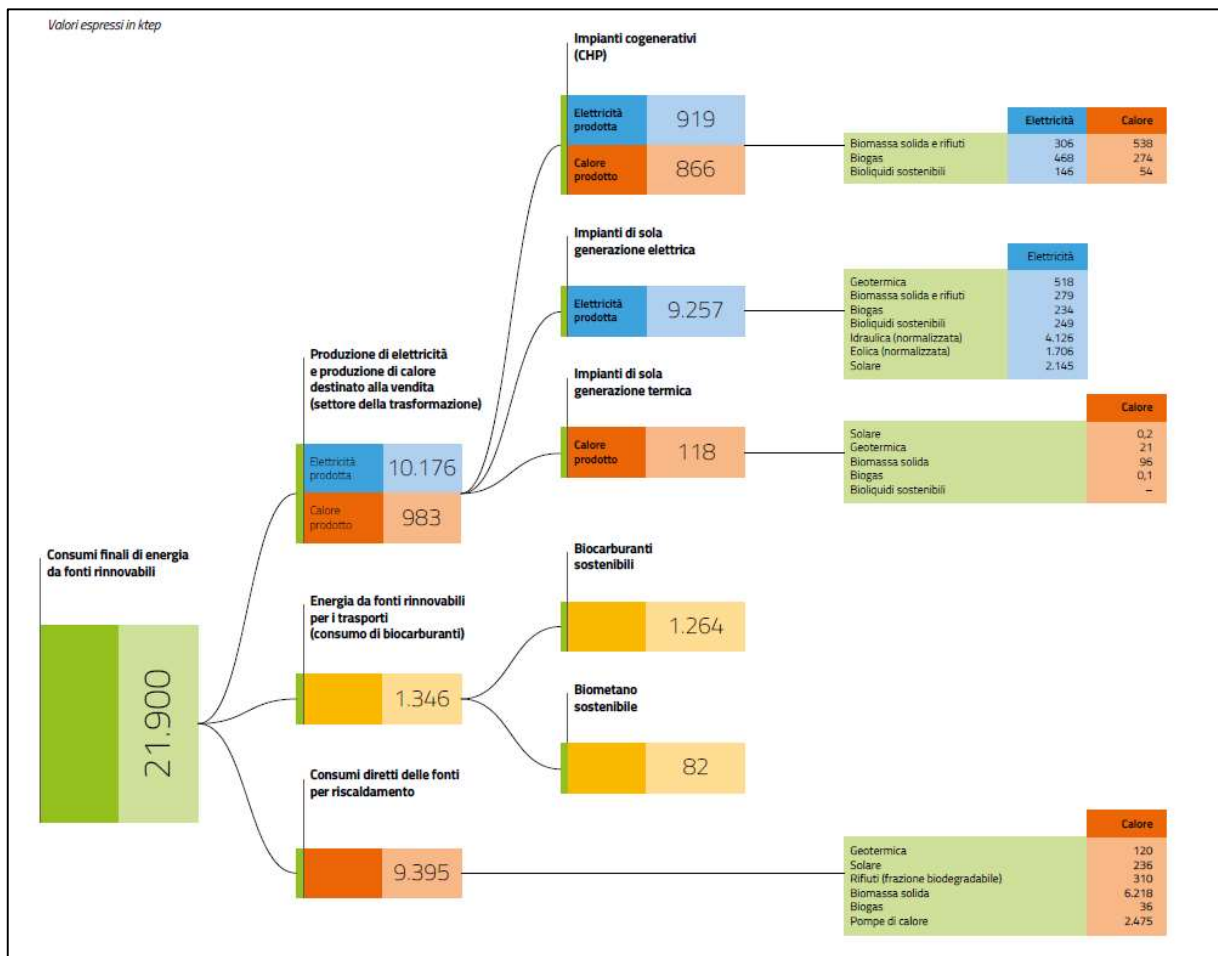 Valori espressi in ktep
Impianti cogenerativi
(CHP)
Elettricità
prodotta
919
Calore
prodotto
866
Elettricità Calore
Biomassa solida e rifiuti 306 538
Biogas 468 274
Bioliquidi sostenibili 146 54
Impianti di sola
generazione elettrica
Elettricità
prodotta
9.257
Elettricità
Geotermica 518
Biomassa solida e rifiuti 279
Biogas 234
Bioliquidi sostenibili 249
Idraulica (normalizzata) 4.126
Eolica (normalizzata) 1.706
Solare 2.145
Produzione di elettricità
e produzione di calore
destinato alla vendita
(settore della trasformazione)
Elettricità
prodotta
10.176
Calore
prodotto
983
Impianti di sola
generazione termica
Calore
prodotto
118
Calore
Solare 0,2
Geotermica 21
Biomassa solida 96
Biogas 0,1
Bioliquidi sostenibili –
Consumi finali di energia
da fonti rinnovabili
21.900
Energia da fonti rinnovabili
per i trasporti
(consumo di biocarburanti)
1.346
Biocarburanti
sostenibili
1.264
Biometano
sostenibile
82
Consumi diretti delle fonti
per riscaldamento
9.395
Calore
Geotermica 120
Solare 236
Rifiuti (frazione biodegradabile) 310
Biomassa solida 6.218
Biogas 36
Pompe di calore 2.475